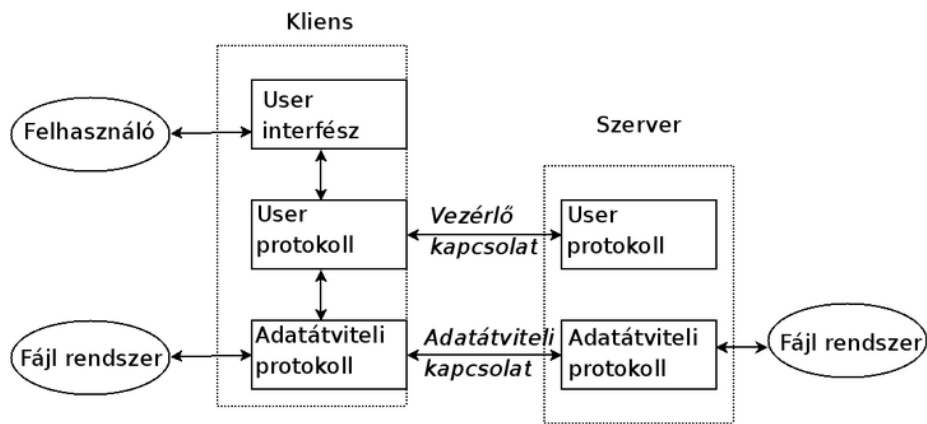 Kliens
User
interfész
Felhasználó
Szerver
User
protokoll
Vezérlő
kapcsolat
User
protokoll
Fájl rendszer
Adatátviteli
protokoll
Adatátviteli
kapcsolat
Adatátviteli
protokoll
Fájl rendszer